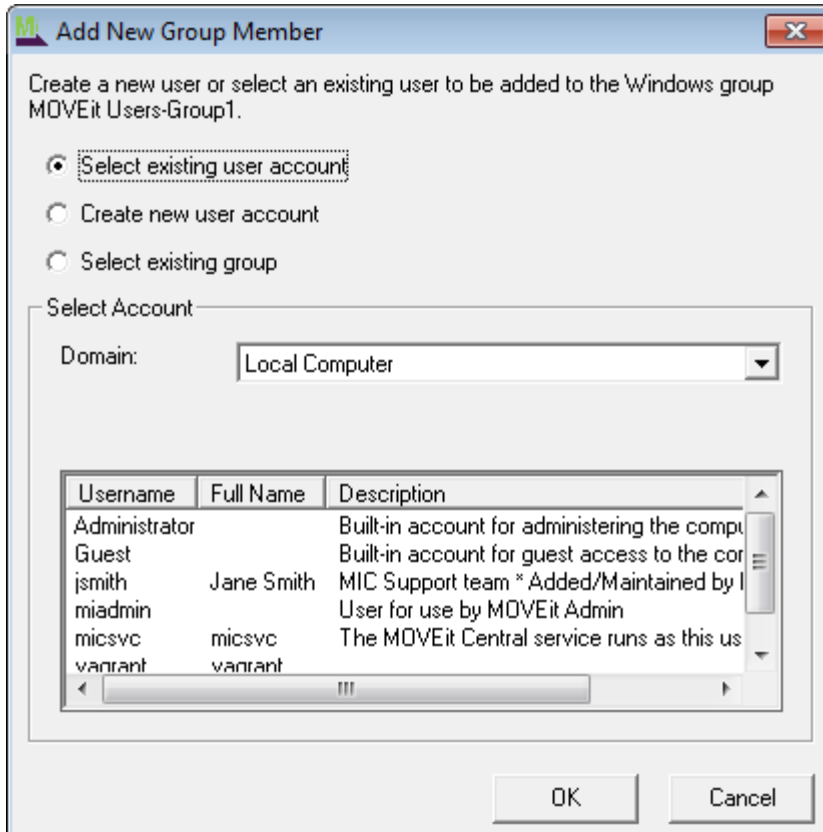 Add New Group Member
Create a new user or select an existing user to be added to the Windows group
MOVEit Users-Group1.
Select existing user account
Create new user account
Select existing group
Select Account
Domain: Local Computer
Username Full Name Description
Administrator Built-in account for administering the compu
Guest Built-in account for guest access to the cor
jsmith Jane Smith MIC Support team * Added/Maintained by
miadmin User for use by MOVEit Admin
micsvc micsvc The MOVEit Central service runs as this us
vagrant vagrant
OK Cancel